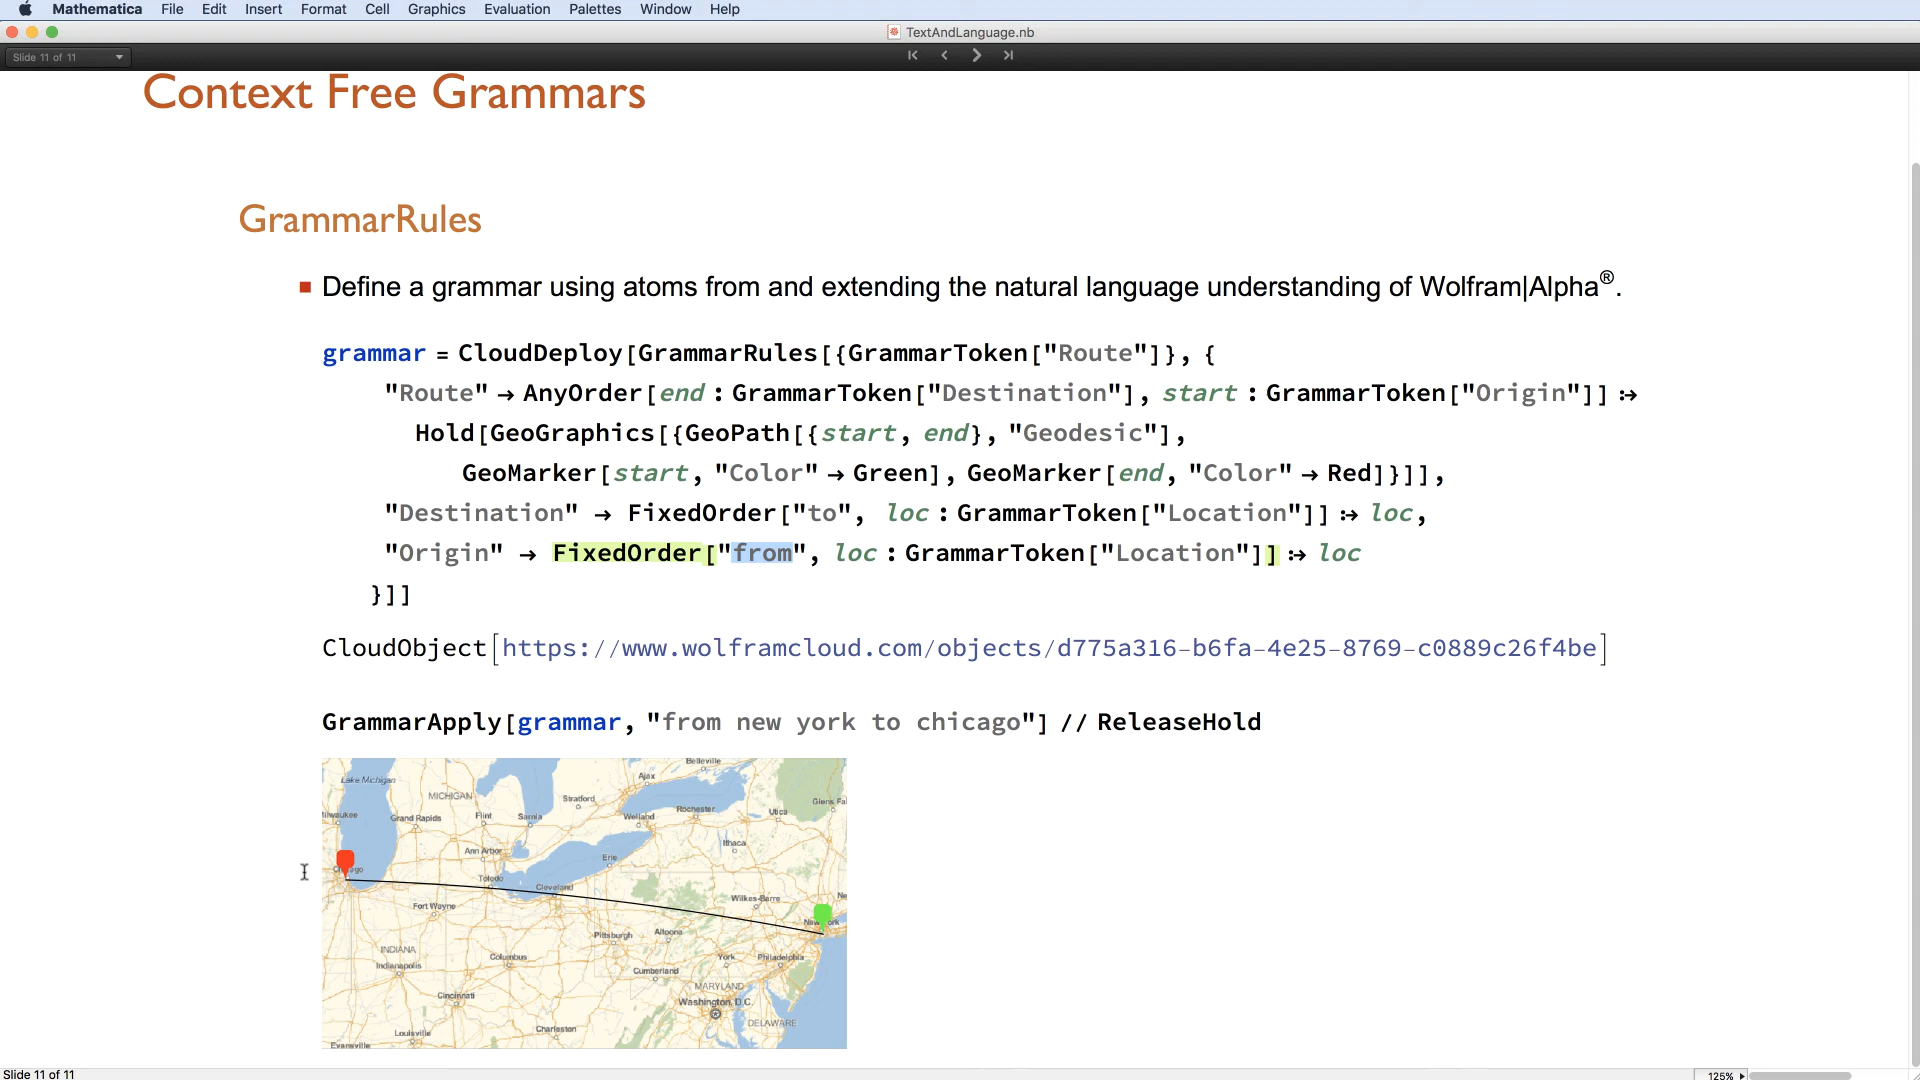 Mathematica File Edit Insert Format Cell Graphics Evaluation Palettes Window Help
TextAndLanguage.nb
Slide 11 of 11
Context Free Grammars
GrammarRules
Define a grammar using atoms from and extending the natural language understanding of Wolfram|Alpha®.
grammar = CloudDeploy[GrammarRules[{GrammarToken["Route"]}, {
"Route" → AnyOrder[end : GrammarToken["Destination"], start : GrammarToken["Origin"]] :→
Hold[GeoGraphics[{GeoPath[{start, end}, "Geodesic"],
GeoMarker[start, "Color" → Green], GeoMarker[end, "Color" → Red]}]],
"Destination" → FixedOrder["to", loc : GrammarToken["Location"]] :→ loc,
"Origin" → FixedOrder["from", loc : GrammarToken["Location"]] :→ loc
}]]
CloudObject[https://www.wolframcloud.com/objects/d775a316-b6fa-4e25-8769-c0889c26f4be]
GrammarApply[grammar, "from new york to chicago"] // ReleaseHold
Belleville
Lake Michigan
Ajax
MICHIGAN
Stratford
Glens Fa
Rochester
Utica
Grand Rapids
Flint
Sarnia
Welland
Ithaca
Ann Arbor
Erie
Toledo
Cleveland
Fort Wayne
Wilkes-Barre
Pittsburgh
Altoona
INDIANA
Columbus
York
Philadelphia
Indianapolis
Cumberland
MARYLAND
Cincinnati
Washington, D.C.
DELAWARE
Louisville
Charleston
Evansville
Slide 11 of 11
125%